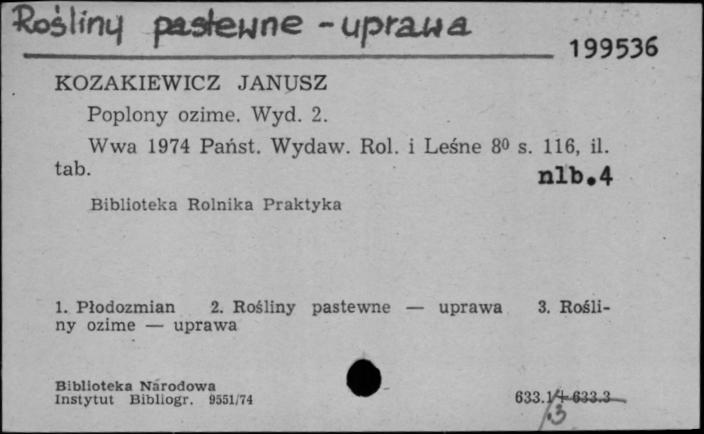 Rośliny pastewne - uprawa
199536
KOZAKIEWICZ JANUSZ
Poplony ozime. Wyd. 2.
Wwa 1974 Państ. Wydaw. Rol. i Leśne 8⁰ s. 116, il.
tab.
nlb.4
Biblioteka Rolnika Praktyka
1. Płodozmian 2. Rośliny pastewne — uprawa 3. Rośli-
ny ozime — uprawa
Biblioteka Narodowa
Instytut Bibliogr. 9551/74
633.1/+633.3
/3